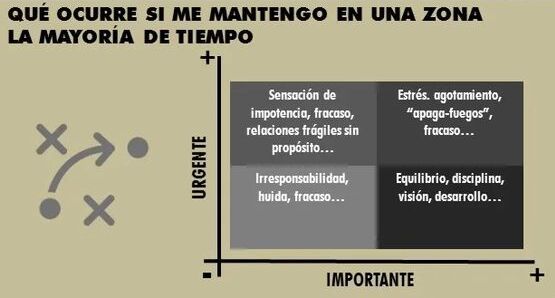 QUÉ OCURRE SI ME MANTENGO EN UNA ZONA
LA MAYORÍA DE TIEMPO
+
Sensación de
impotencia, fracaso,
relaciones frágiles sin
propósito...
Estrés. agotamiento,
“apaga-fuegos”,
fracaso...
URGENTE
Irresponsabilidad,
huida, fracaso...
Equilibrio, disciplina,
visión, desarrollo...
-
IMPORTANTE
+